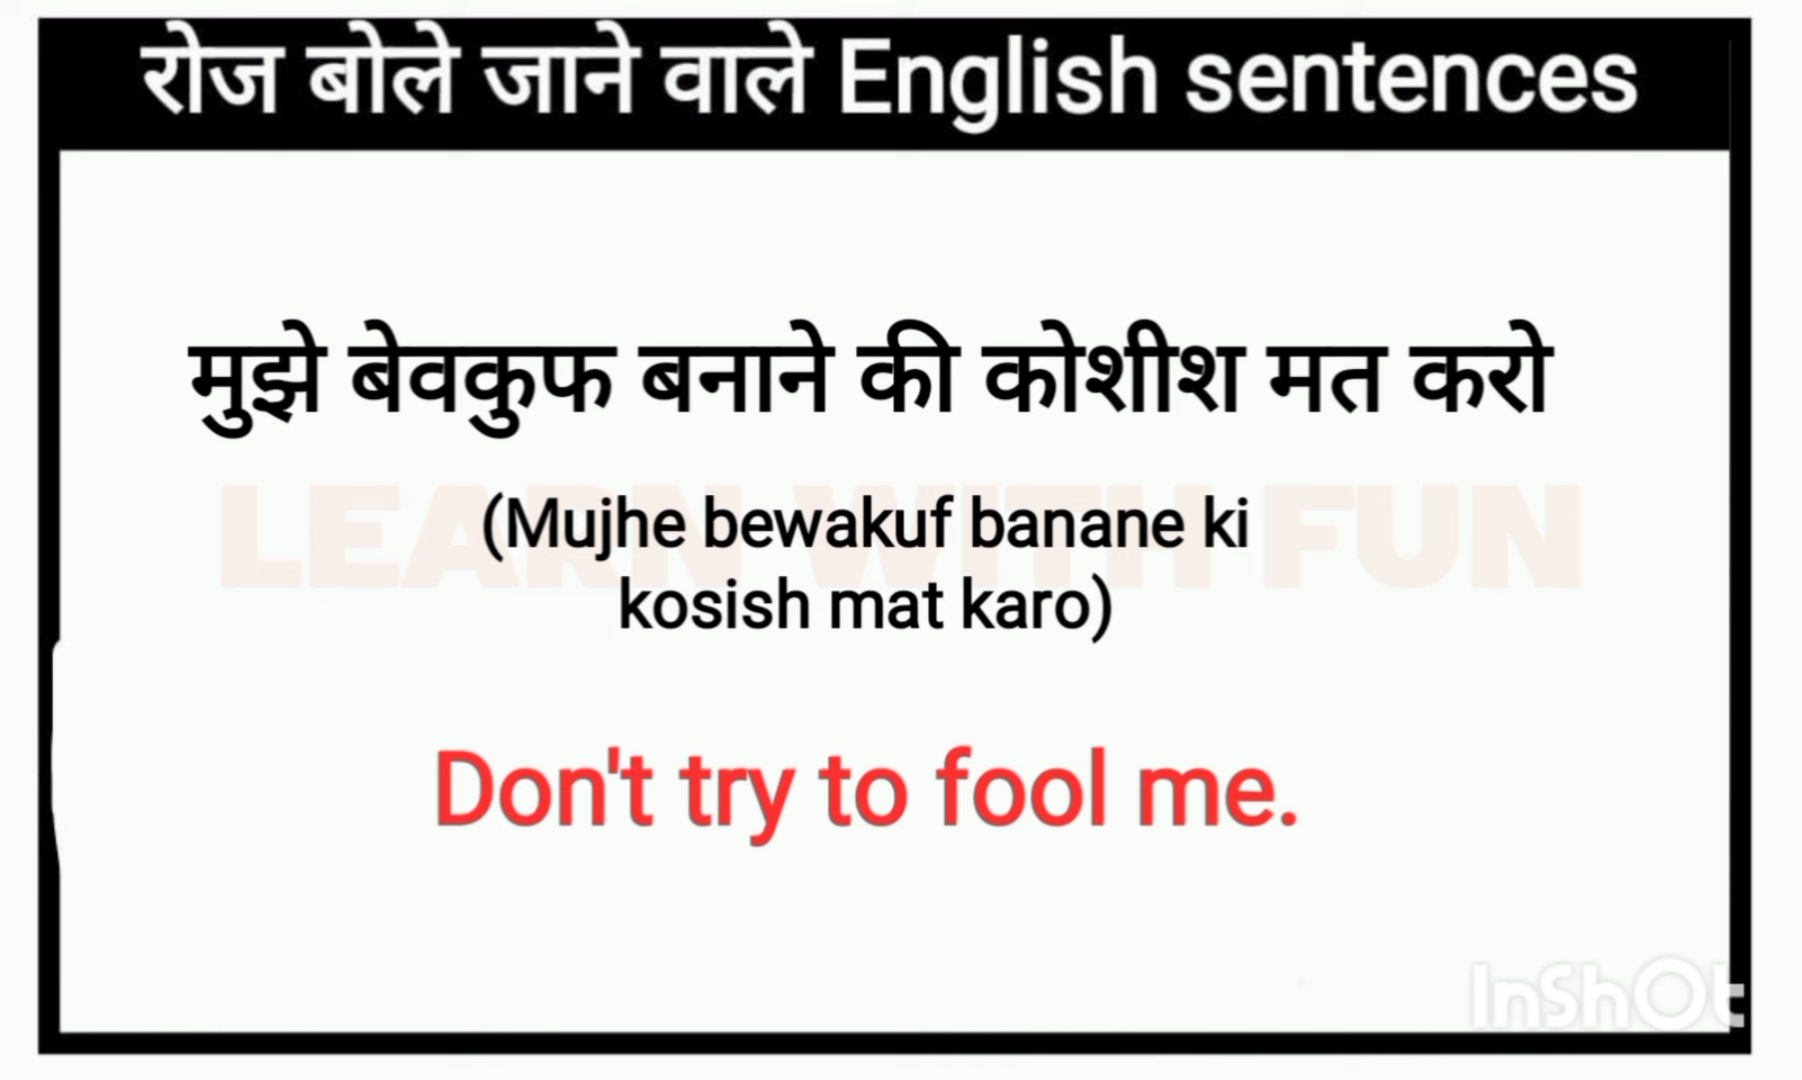 रोज बोले जाने वाले English sentences
मुझे बेवकुफ बनाने की कोशीश मत करो
LEARN WITH FUN
(Mujhe bewakuf banane ki
kosish mat karo)
Don't try to fool me.
InShOt